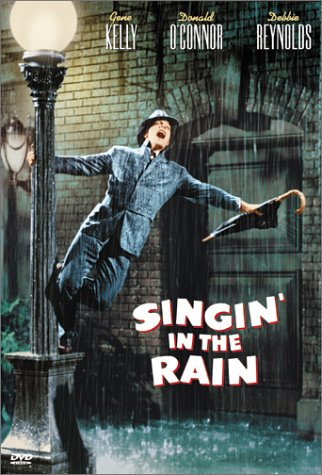 Gene Donald Debbie
KELLY O'CONNOR REYNOLDS
SINGIN'
IN THE
RAIN
DVD